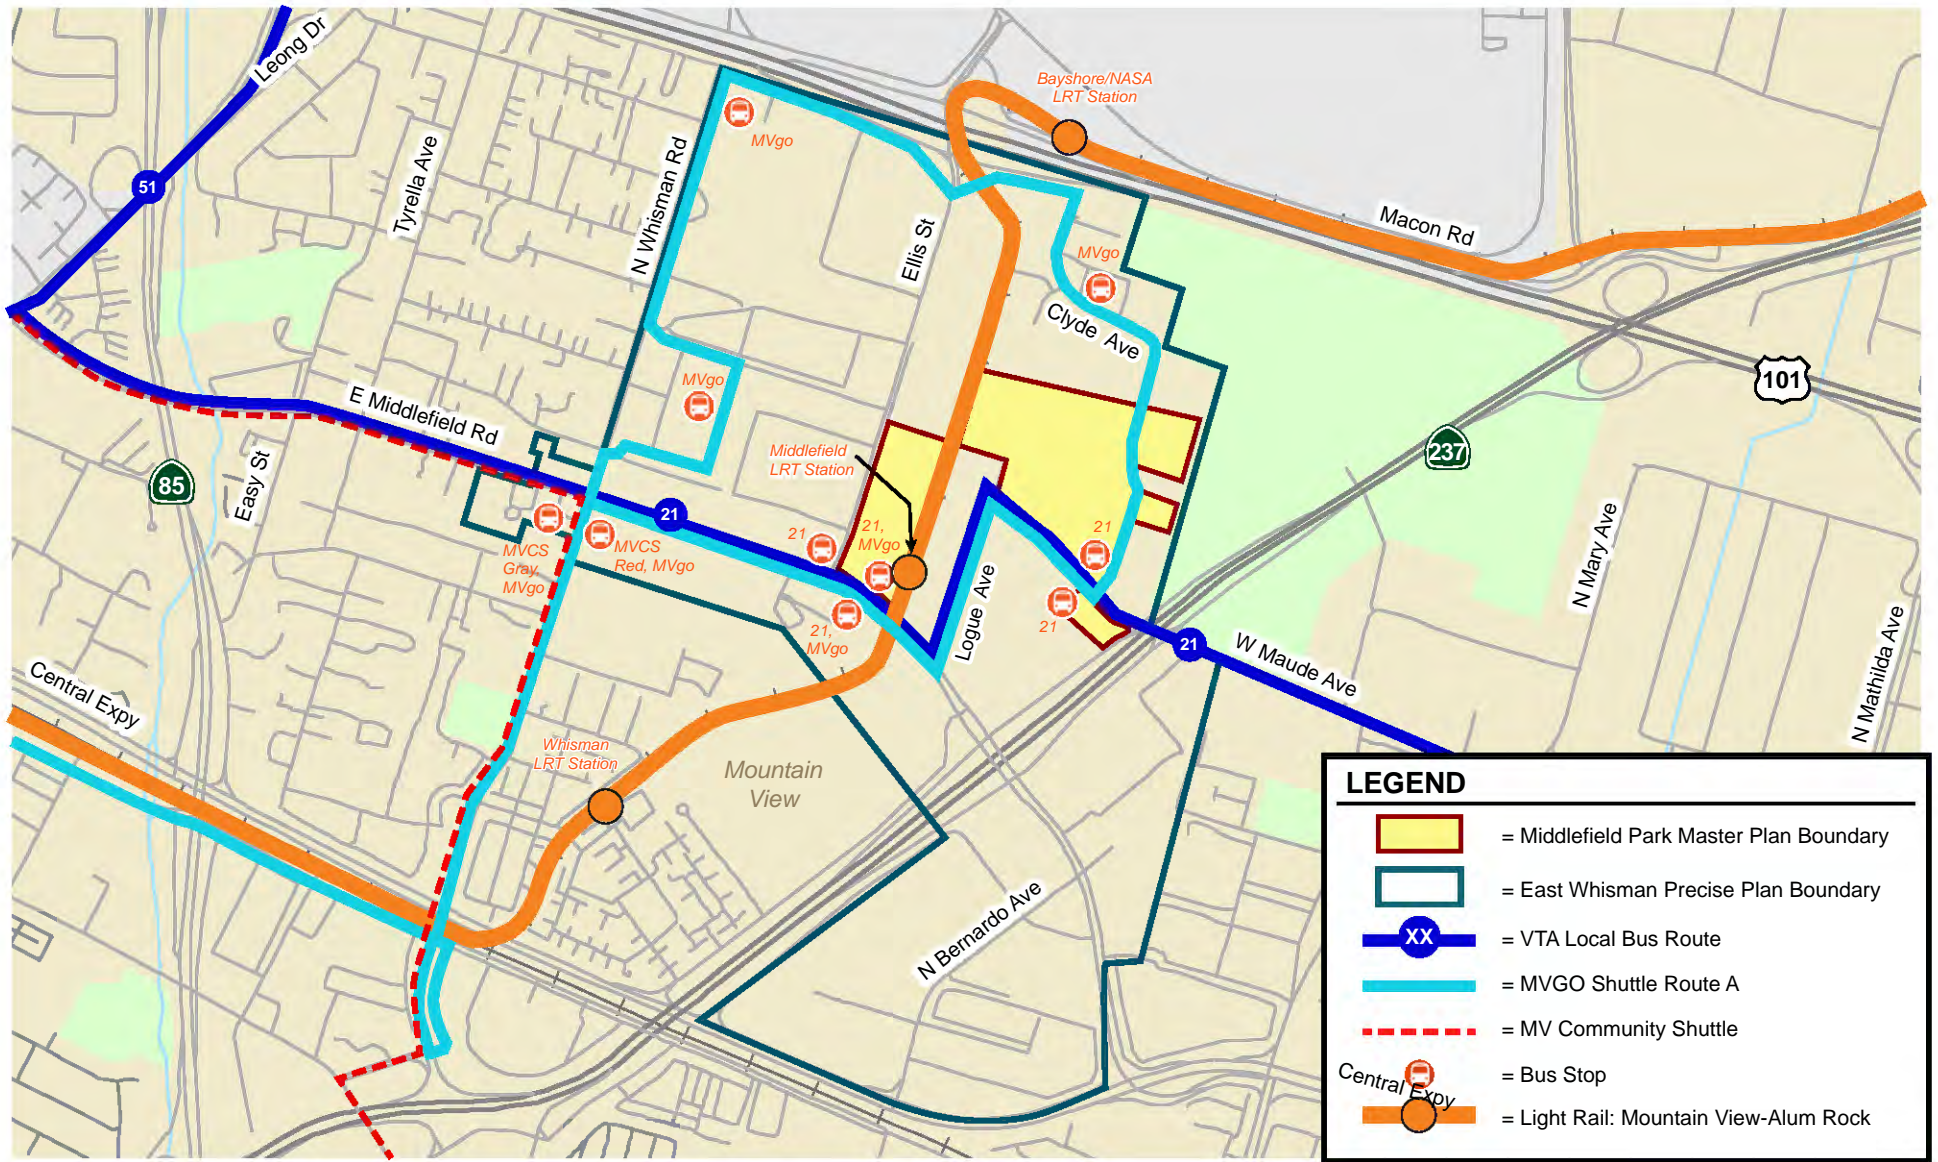 Leong Dr
Bayshore/NASA
LRT Station
MVgo
Tyrella Ave
N Whisman Rd
51
Ellis St
Macon Rd
MVgo
Clyde Ave
101
MVgo
E Middlefield Rd
Middlefield
LRT Station
237
85
Easy St
21
21
21,
MVgo
21
MVCS
Gray,
MVgo
MVCS
Red, MVgo
N Mary Ave
Logue Ave
21,
MVgo
21
21
W Maude Ave
N Mathilda Ave
Central Expy
Whisman
LRT Station
Mountain
View
N Bernardo Ave
LEGEND
= Middlefield Park Master Plan Boundary
= East Whisman Precise Plan Boundary
XX = VTA Local Bus Route
= MVGO Shuttle Route A
= MV Community Shuttle
= Bus Stop
Central Expy
= Light Rail: Mountain View-Alum Rock